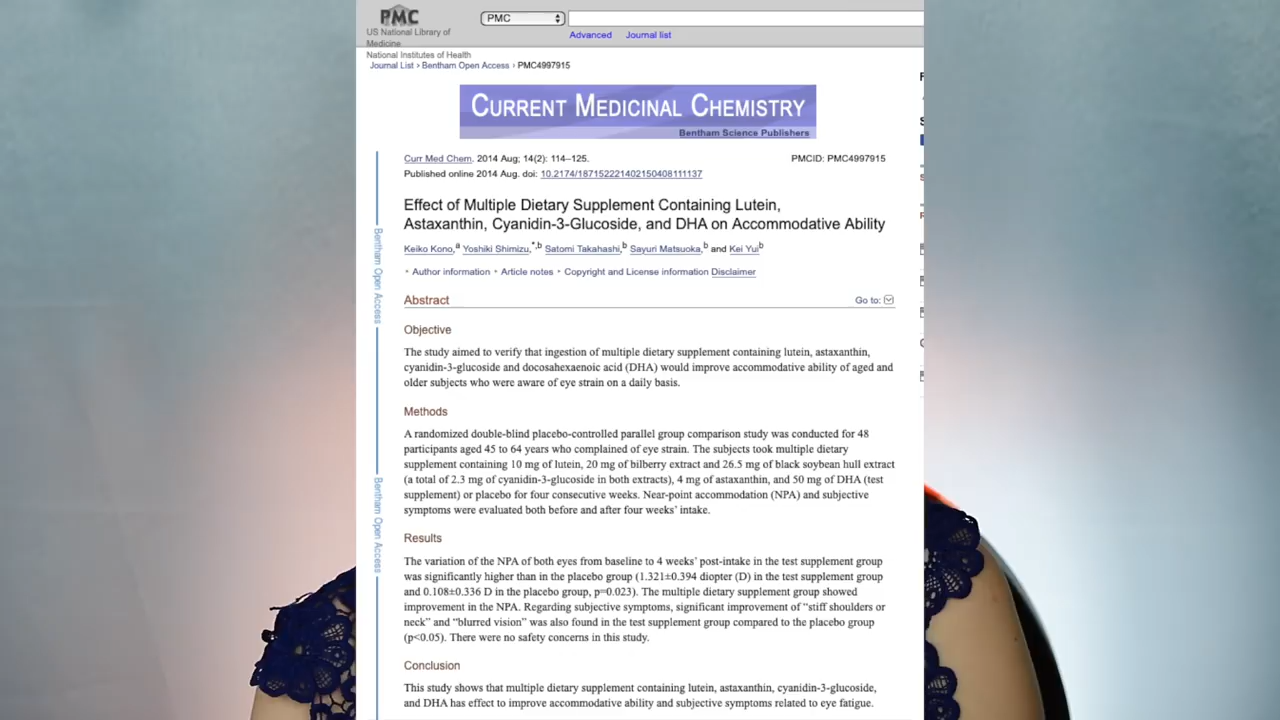 PMC
US National Library of
Medicine
National Institutes of Health
PMC
Advanced Journal list
Journal List > Bentham Open Access > PMC4997915
CURRENT MEDICINAL CHEMISTRY
Bentham Science Publishers
Curr Med Chem. 2014 Aug; 14(2): 114–125. PMCID: PMC4997915
Published online 2014 Aug. doi: 10.2174/1871522214021504081​11137
Effect of Multiple Dietary Supplement Containing Lutein,
Astaxanthin, Cyanidin-3-Glucoside, and DHA on Accommodative Ability
Keiko Kono,a Yoshiki Shimizu,*,b Satomi Takahashi,b Sayuri Matsuoka,b and Kei Yuib
Author information Article notes Copyright and License information Disclaimer
Abstract Go to:
Objective
The study aimed to verify that ingestion of multiple dietary supplement containing lutein, astaxanthin,
cyanidin-3-glucoside and docosahexaenoic acid (DHA) would improve accommodative ability of aged and
older subjects who were aware of eye strain on a daily basis.
Methods
A randomized double-blind placebo-controlled parallel group comparison study was conducted for 48
participants aged 45 to 64 years who complained of eye strain. The subjects took multiple dietary
supplement containing 10 mg of lutein, 20 mg of bilberry extract and 26.5 mg of black soybean hull extract
(a total of 2.3 mg of cyanidin-3-glucoside in both extracts), 4 mg of astaxanthin, and 50 mg of DHA (test
supplement) or placebo for four consecutive weeks. Near-point accommodation (NPA) and subjective
symptoms were evaluated both before and after four weeks’ intake.
Results
The variation of the NPA of both eyes from baseline to 4 weeks’ post-intake in the test supplement group
was significantly higher than in the placebo group (1.321±0.394 diopter (D) in the test supplement group
and 0.108±0.336 D in the placebo group, p=0.023). The multiple dietary supplement group showed
improvement in the NPA. Regarding subjective symptoms, significant improvement of “stiff shoulders or
neck” and “blurred vision” was also found in the test supplement group compared to the placebo group
(p<0.05). There were no safety concerns in this study.
Conclusion
This study shows that multiple dietary supplement containing lutein, astaxanthin, cyanidin-3-glucoside,
and DHA has effect to improve accommodative ability and subjective symptoms related to eye fatigue.
Bentham Open Access
Bentham Open Access